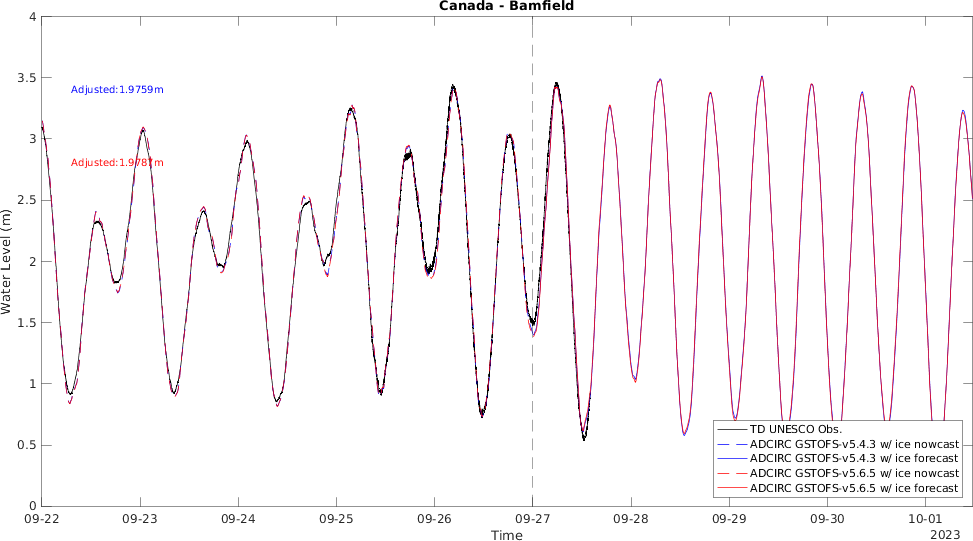 Canada - Bamfield
4
3.5
3
2.5
2
1.5
1
0.5
0
Water Level (m)
Adjusted:1.9759m
Adjusted:1.9787m
TD UNESCO Obs.
ADCIRC GSTOFS-v5.4.3 w/ ice nowcast
ADCIRC GSTOFS-v5.4.3 w/ ice forecast
ADCIRC GSTOFS-v5.6.5 w/ ice nowcast
ADCIRC GSTOFS-v5.6.5 w/ ice forecast
09-22 09-23 09-24 09-25 09-26 09-27 09-28 09-29 09-30 10-01
Time
2023